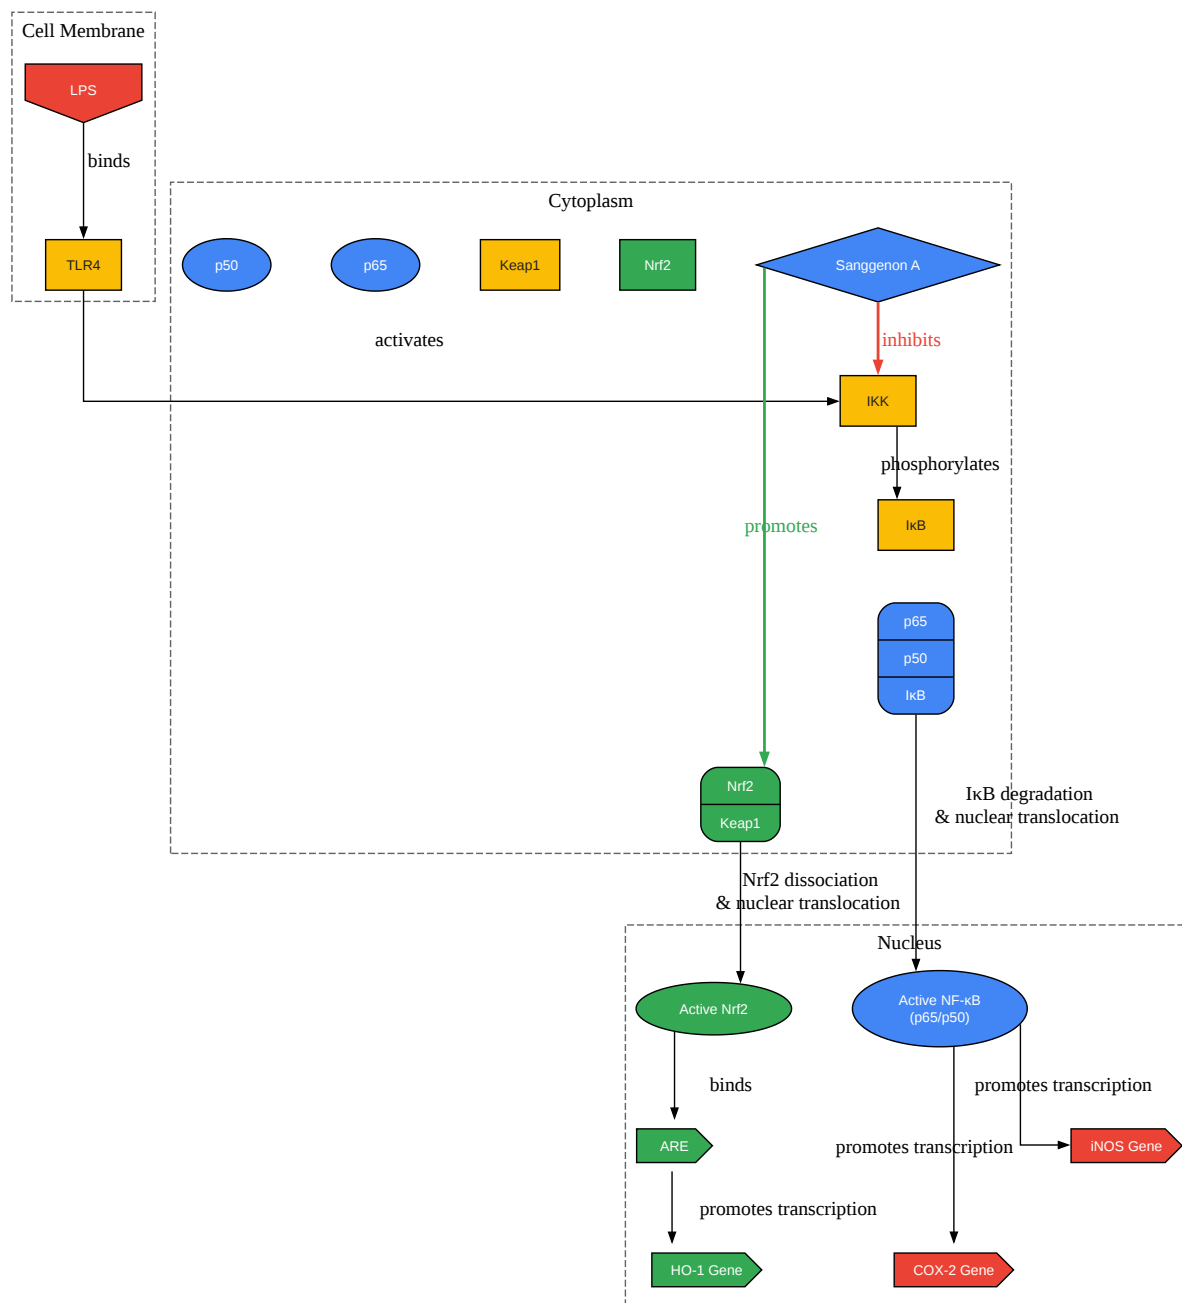 Cell Membrane
LPS
binds
TLR4
Cytoplasm
p50
p65
Keap1
Nrf2
Sanggenon A
activates
inhibits
IKK
phosphorylates
promotes
IκB
p65
p50
IκB
Nrf2
Keap1
IκB degradation
& nuclear translocation
Nrf2 dissociation
& nuclear translocation
Nucleus
Active Nrf2
Active NF-κB
(p65/p50)
binds
promotes transcription
ARE
promotes transcription
iNOS Gene
promotes transcription
HO-1 Gene
COX-2 Gene